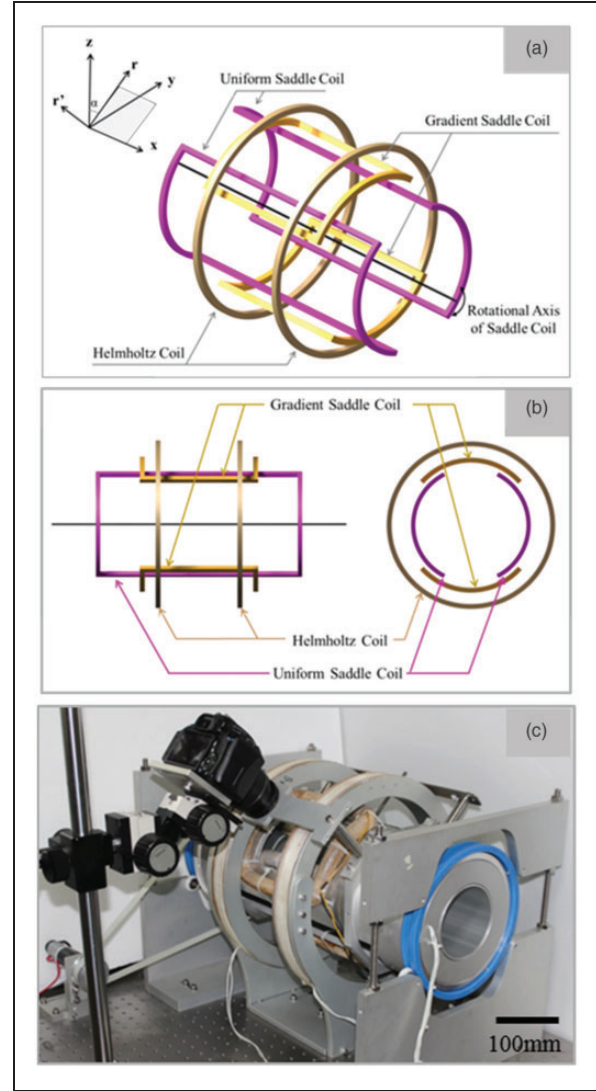 (a)
z
r
y
α
r'
x
Uniform Saddle Coil
Gradient Saddle Coil
Rotational Axis
of Saddle Coil
Helmholtz Coil
(b)
Gradient Saddle Coil
Helmholtz Coil
Uniform Saddle Coil
(c)
100mm